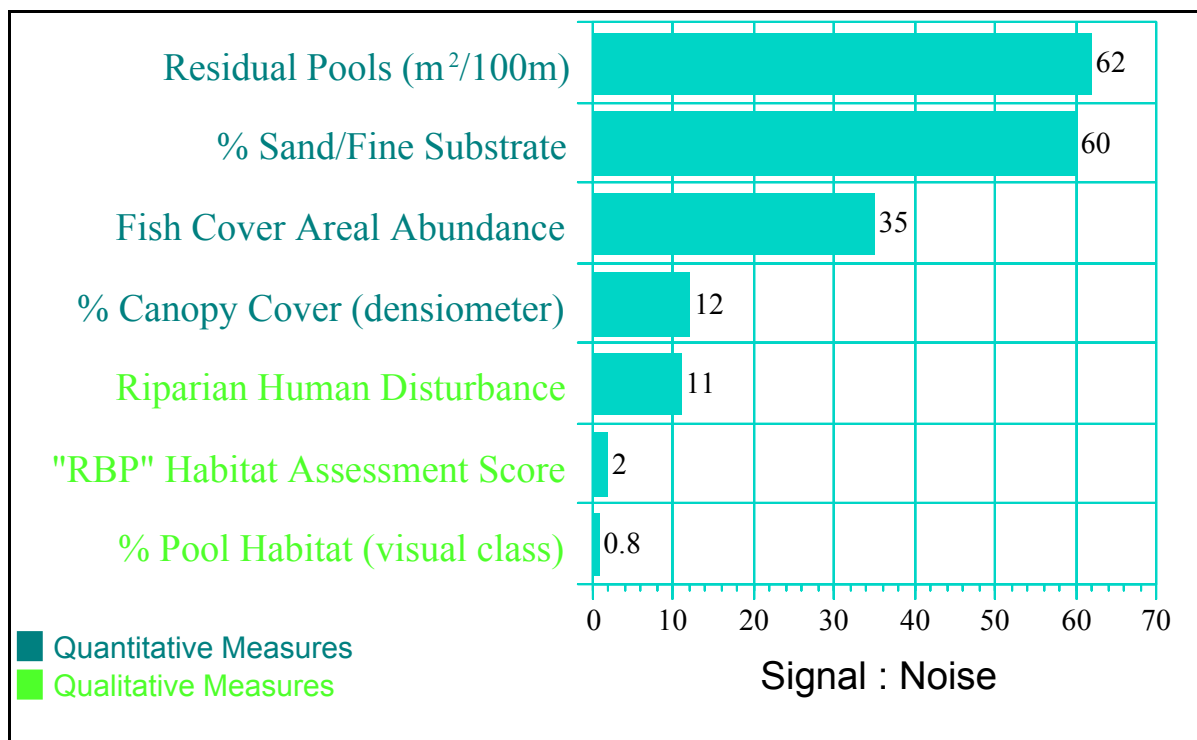 Residual Pools (m²/100m) 62
% Sand/Fine Substrate 60
Fish Cover Areal Abundance 35
% Canopy Cover (densiometer) 12
Riparian Human Disturbance 11
"RBP" Habitat Assessment Score 2
% Pool Habitat (visual class) 0.8
0 10 20 30 40 50 60 70
Signal : Noise
Quantitative Measures
Qualitative Measures